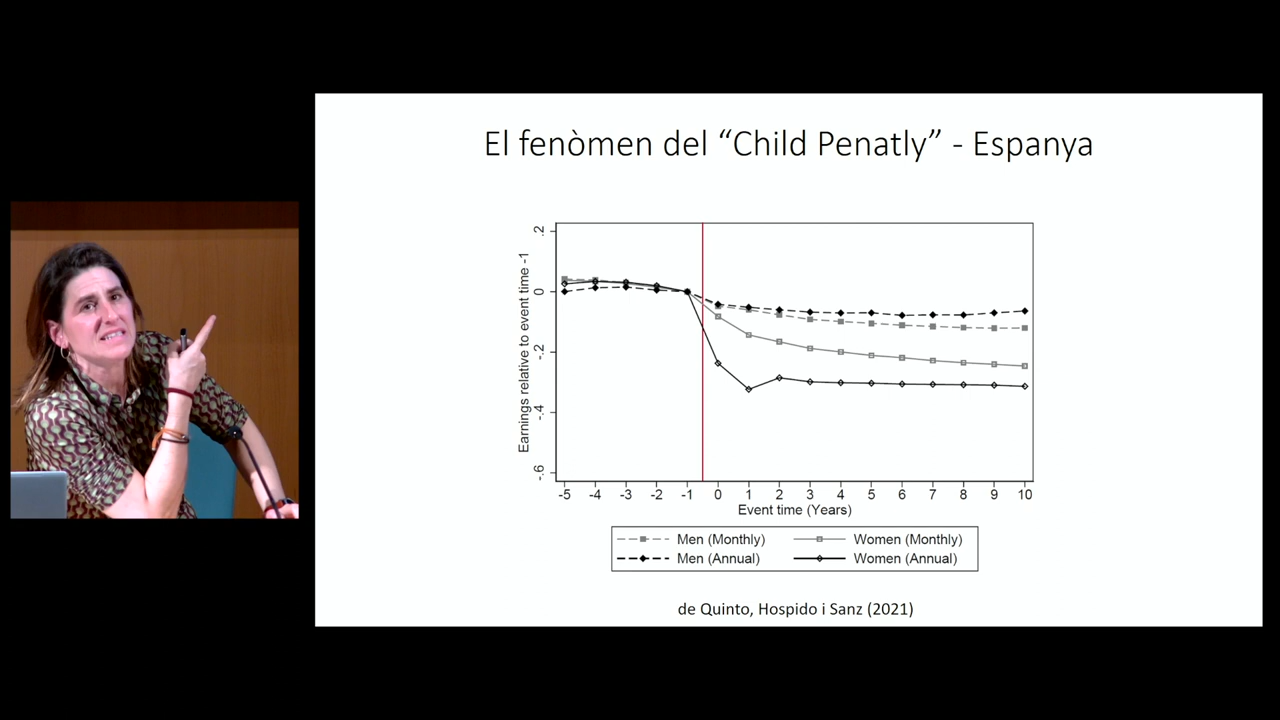 El fenòmen del “Child Penatly” - Espanya
Earnings relative to event time -1
.2
0
-.2
-.4
-.6
-5 -4 -3 -2 -1 0 1 2 3 4 5 6 7 8 9 10
Event time (Years)
Men (Monthly) Women (Monthly)
Men (Annual) Women (Annual)
de Quinto, Hospido i Sanz (2021)